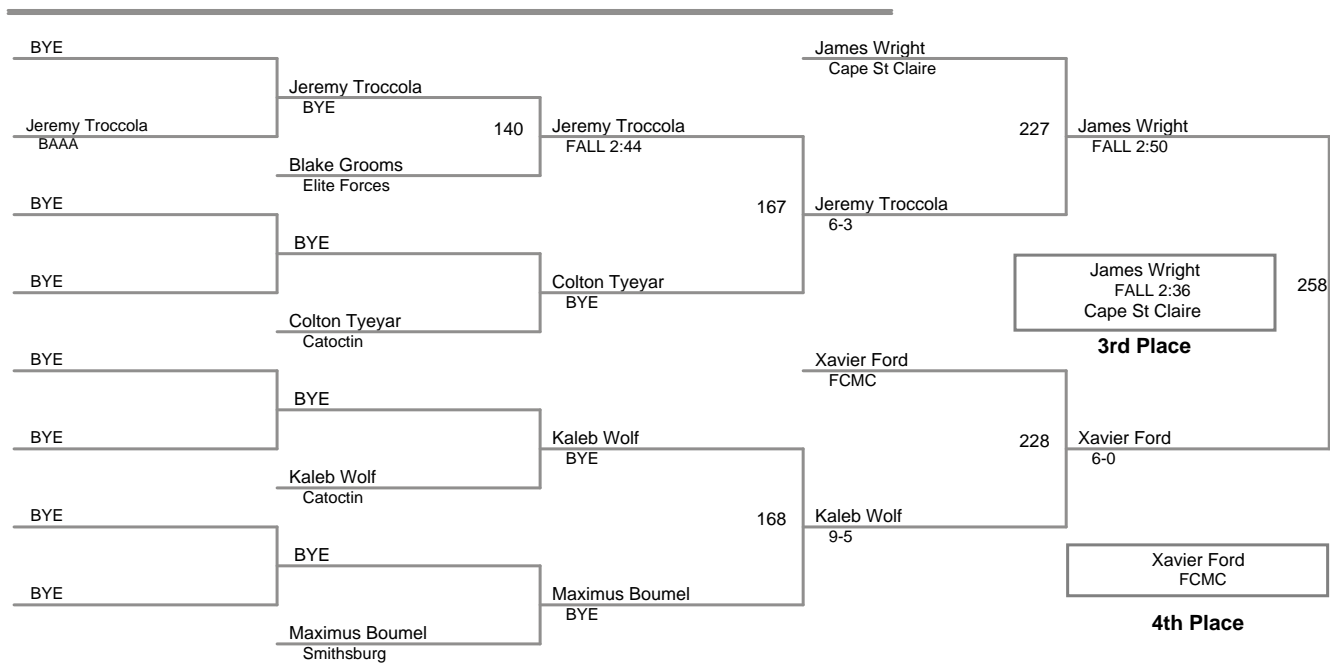 BYE
Jeremy Troccola
BAAA
BYE
BYE
BYE
BYE
BYE
BYE
Jeremy Troccola
BYE
Blake Grooms
Elite Forces
BYE
Colton Tyeyar
Catoctin
BYE
Kaleb Wolf
Catoctin
BYE
Maximus Boumel
Smithsburg
140
Jeremy Troccola
FALL 2:44
Colton Tyeyar
BYE
Kaleb Wolf
BYE
Maximus Boumel
BYE
167
168
James Wright
Cape St Claire
Jeremy Troccola
6-3
Xavier Ford
FCMC
Kaleb Wolf
9-5
227
228
James Wright
FALL 2:50
Xavier Ford
6-0
258
James Wright
FALL 2:36
Cape St Claire
3rd Place
Xavier Ford
FCMC
4th Place